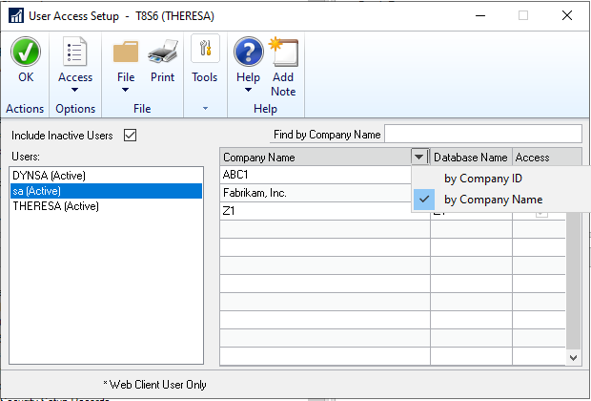 User Access Setup - T8S6 (THERESA)
OK Access File Print Tools Help Add Note
Actions Options File Help
Include Inactive Users Find by Company Name
Users: Company Name Database Name Access
DYNSA (Active) ABC1 by Company ID
sa (Active) Fabrikam, Inc. by Company Name
THERESA (Active) Z1
* Web Client User Only